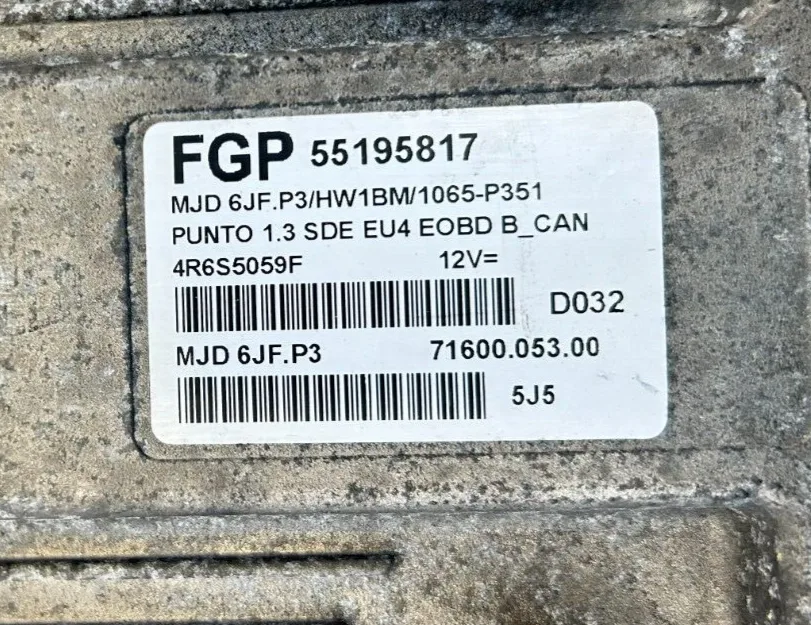 FGP 55195817
MJD 6JF.P3/HW1BM/1065-P351
PUNTO 1.3 SDE EU4 EOBD B_CAN
4R6S5059F 12V=
D032
MJD 6JF.P3 71600.053.00
5J5